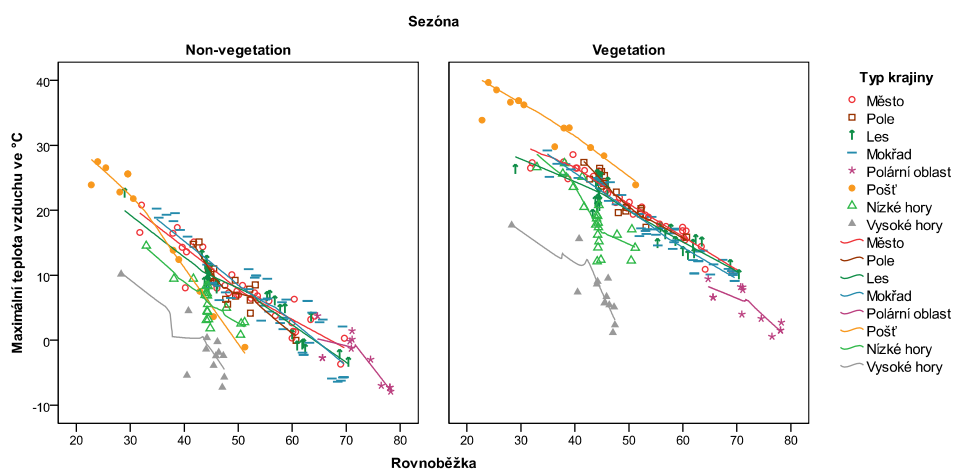 Sezóna
Non-vegetation
Vegetation
Maximální teplota vzduchu ve °C
40
30
20
10
0
-10
20 30 40 50 60 70 80
20 30 40 50 60 70 80
Rovnoběžka
Typ krajiny
Město
Pole
Les
Mokřad
Polární oblast
Pošť
Nízké hory
Vysoké hory
Město
Pole
Les
Mokřad
Polární oblast
Pošť
Nízké hory
Vysoké hory